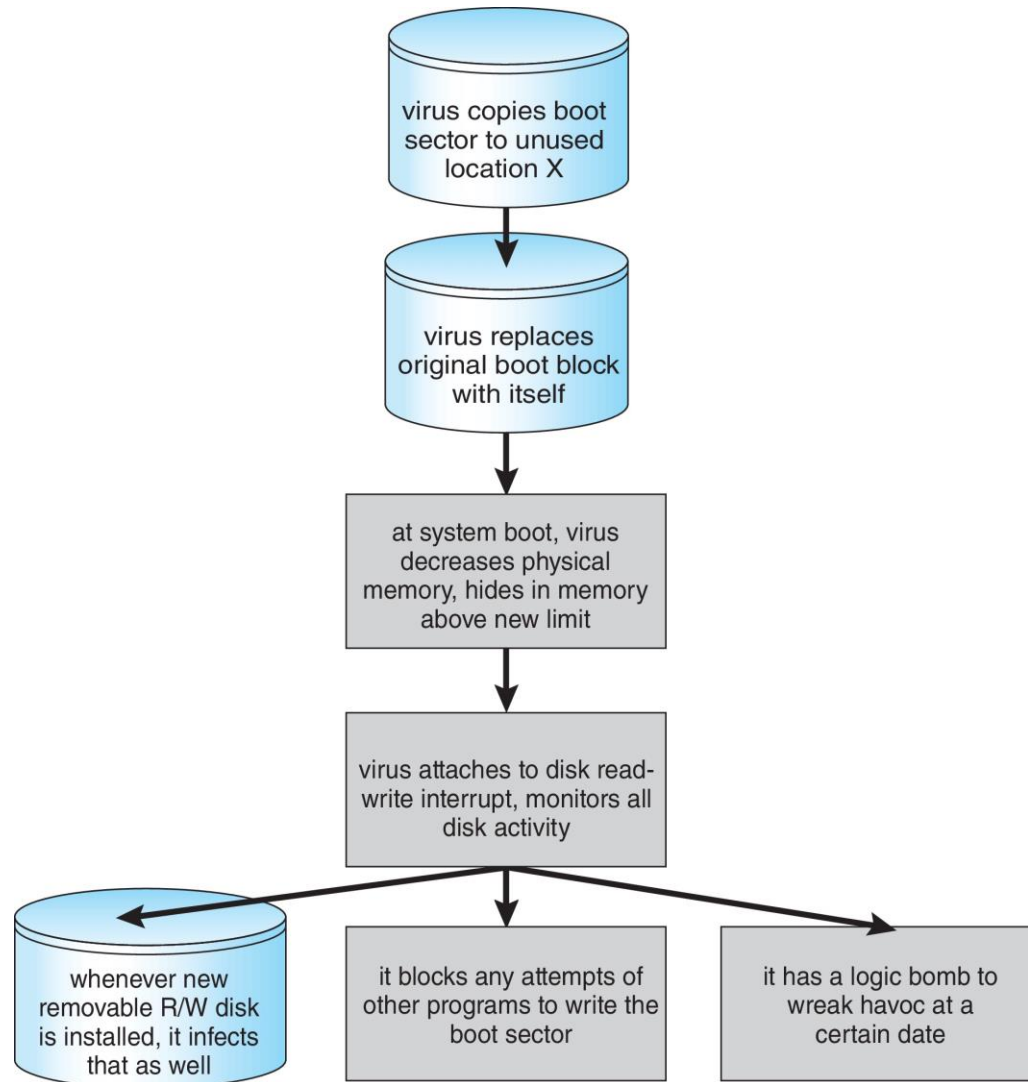 virus copies boot
sector to unused
location X
virus replaces
original boot block
with itself
at system boot, virus
decreases physical
memory, hides in memory
above new limit
virus attaches to disk read-
write interrupt, monitors all
disk activity
whenever new
removable R/W disk
is installed, it infects
that as well
it blocks any attempts of
other programs to write the
boot sector
it has a logic bomb to
wreak havoc at a
certain date